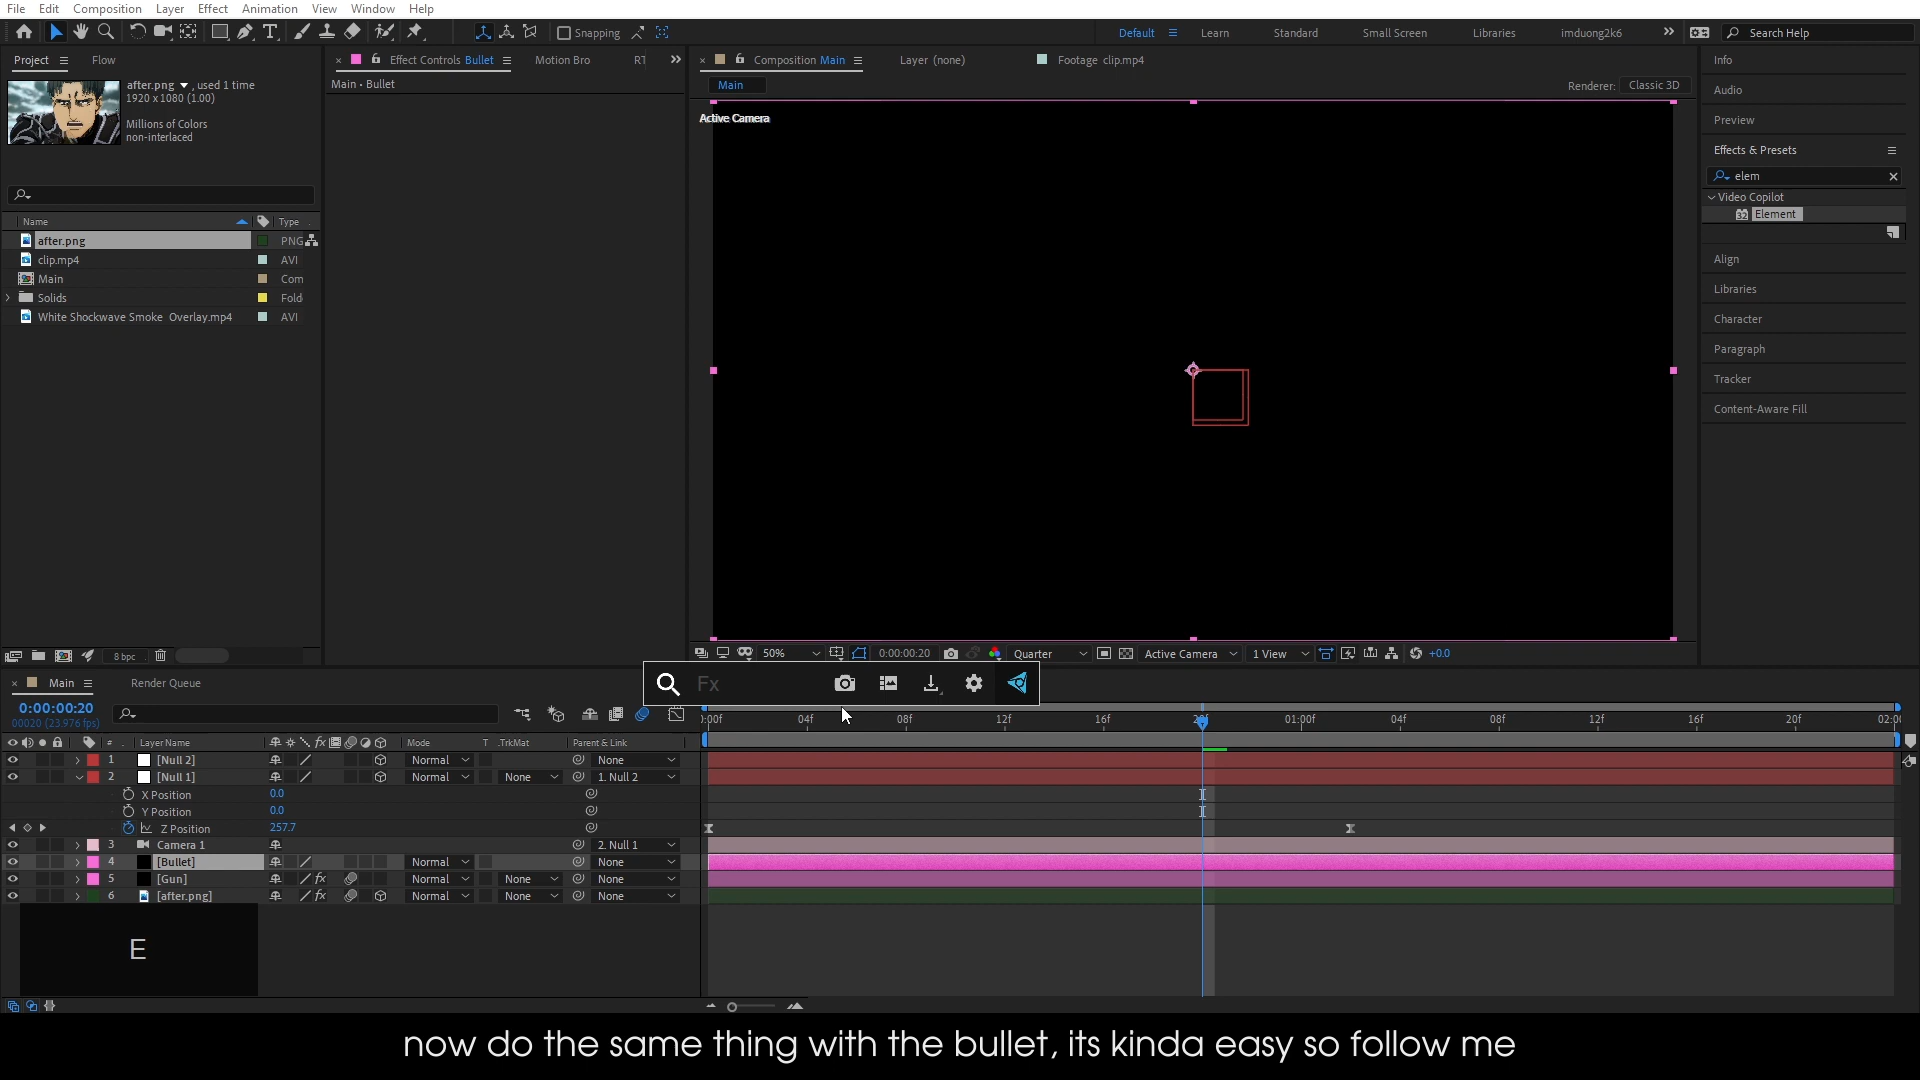 File Edit Composition Layer Effect Animation View Window Help
Snapping Default Learn Standard Small Screen Libraries imduong2k6 Search Help
Project Flow Effect Controls Bullet Motion Bro Composition Main Layer (none) Footage clip.mp4 Info
after.png , used 1 time Main • Bullet Main Renderer: Classic 3D Audio
1920 x 1080 (1.00)
Active Camera Preview
Millions of Colors
non-interlaced
Effects & Presets
elem
Video Copilot
Element
Name Type
after.png PNG
clip.mp4 AVI Align
Main Com
Solids Fold Libraries
White Shockwave Smoke Overlay.mp4 AVI Character
Paragraph
Tracker
Content-Aware Fill
8 bpc 50% 0:00:00:20 Quarter Active Camera 1 View +0.0
Main Render Queue Fx
0:00:00:20
00020 (23.976 fps) :00f 04f 08f 12f 16f 20f 01:00f 04f 08f 12f 16f 20f 02:0
# Layer Name fx Mode T .TrkMat Parent & Link
1 [Null 2] Normal None
2 [Null 1] Normal None 1. Null 2
X Position 0.0
Y Position 0.0
Z Position 257.7
3 Camera 1 2. Null 1
4 [Bullet] Normal None
5 [Gun] fx Normal None None
6 [after.png] fx Normal None None
E
now do the same thing with the bullet, its kinda easy so follow me